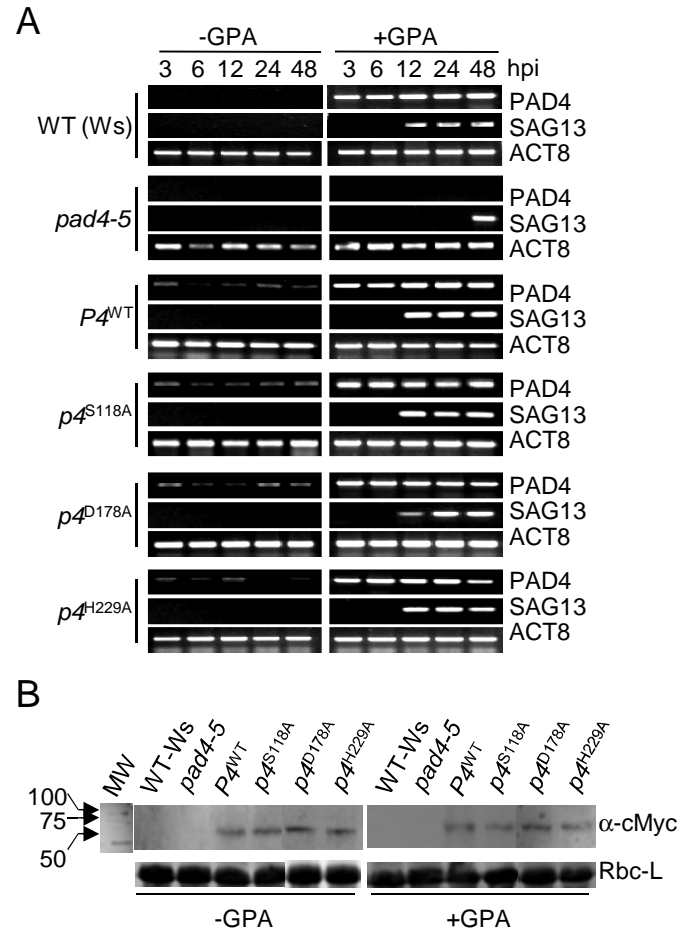 A
-GPA +GPA
3 6 12 24 48 3 6 12 24 48 hpi
PAD4
WT (Ws) SAG13
ACT8
PAD4
pad4-5 SAG13
ACT8
PAD4
P4WT SAG13
ACT8
PAD4
p4S118A SAG13
ACT8
PAD4
p4D178A SAG13
ACT8
PAD4
p4H229A SAG13
ACT8
B
MW WT-Ws pad4-5 P4WT p4S118A p4D178A p4H229A WT-Ws pad4-5 P4WT p4S118A p4D178A p4H229A
100
75 α-cMyc
50
Rbc-L
-GPA +GPA